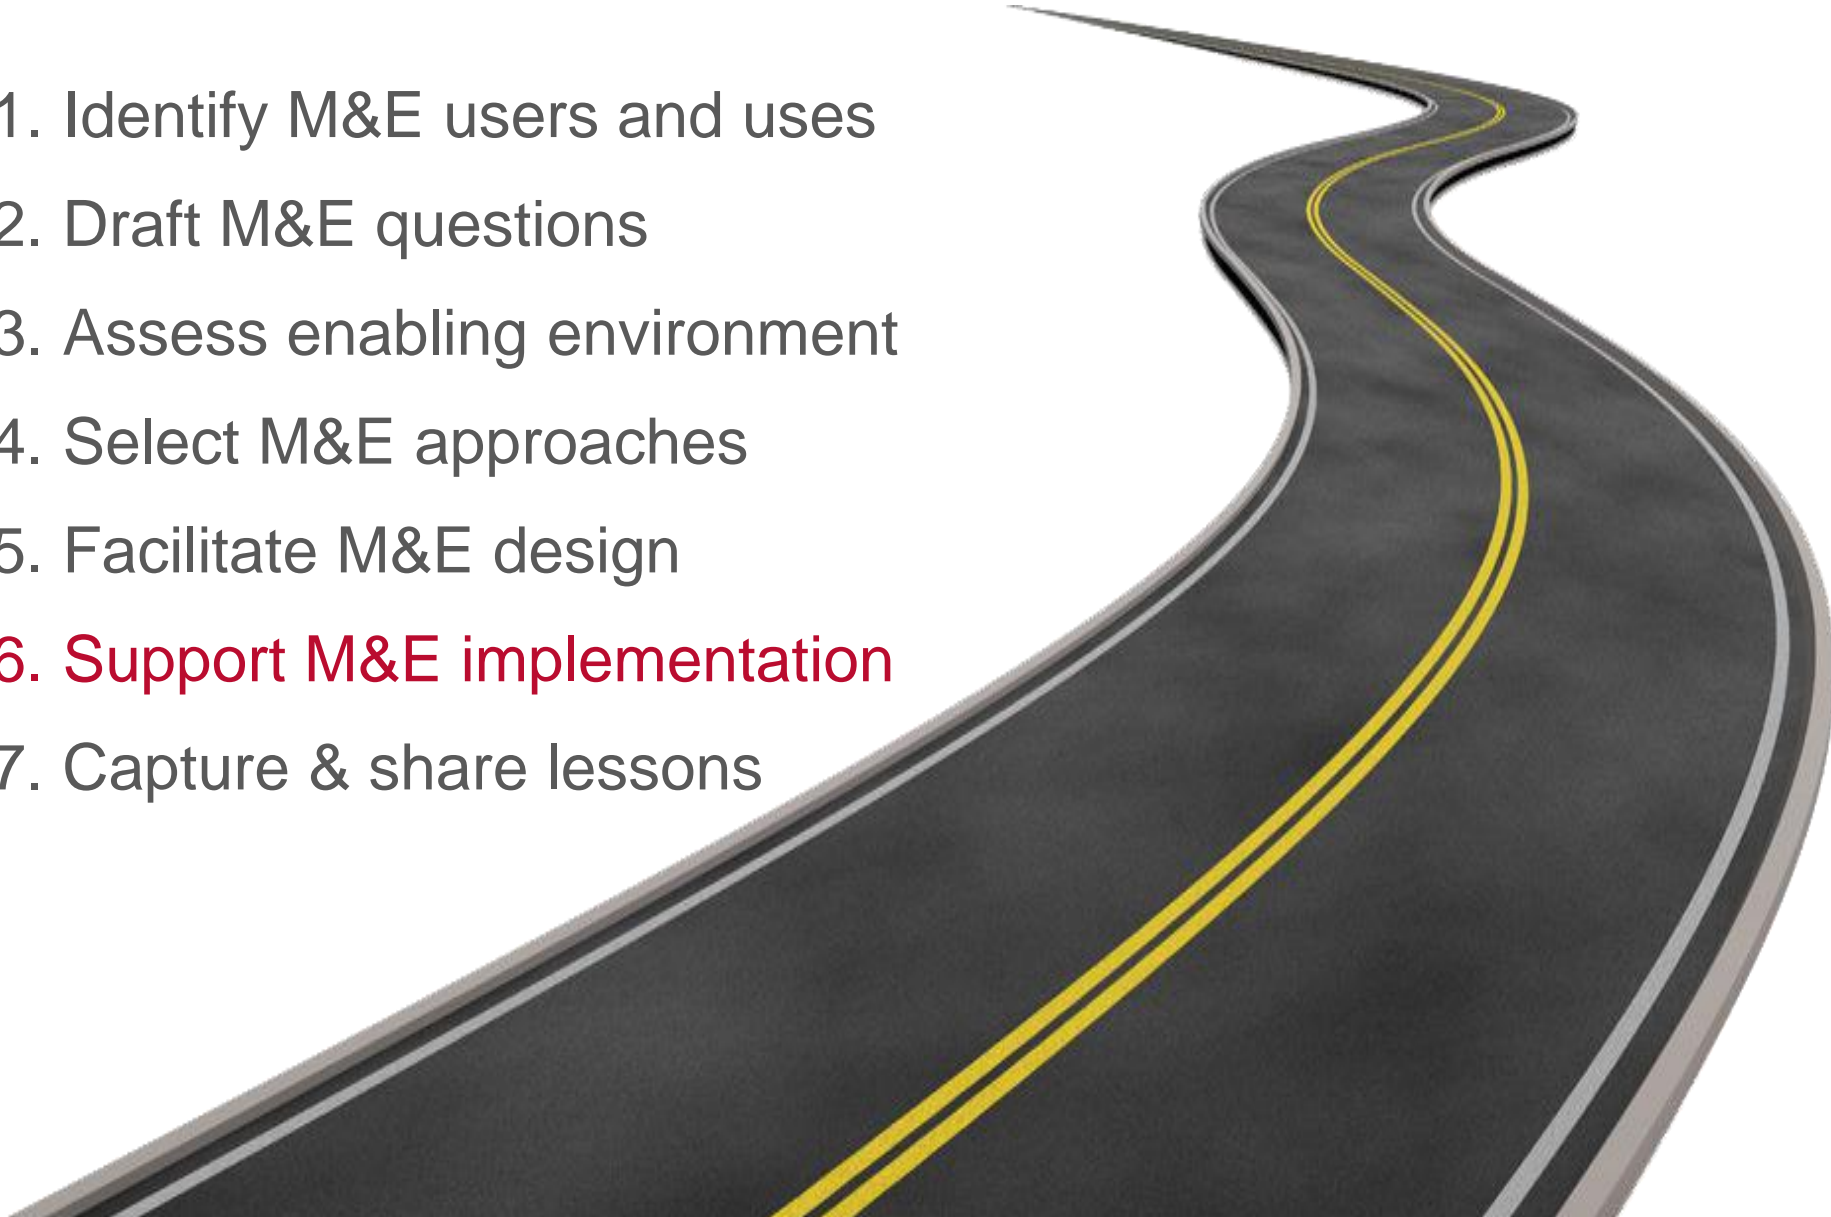 1. Identify M&E users and uses
2. Draft M&E questions
3. Assess enabling environment
4. Select M&E approaches
5. Facilitate M&E design
6. Support M&E implementation
7. Capture & share lessons